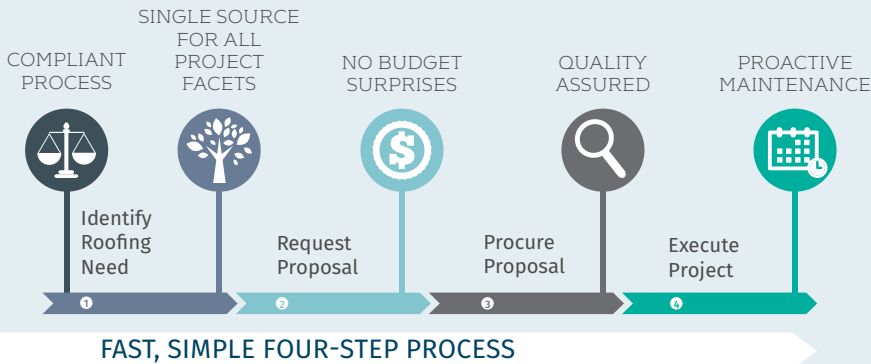 COMPLIANT
PROCESS
SINGLE SOURCE
FOR ALL
PROJECT
FACETS
NO BUDGET
SURPRISES
QUALITY
ASSURED
PROACTIVE
MAINTENANCE
$
Identify
Roofing
Need
Request
Proposal
Procure
Proposal
Execute
Project
1
2
3
4
FAST, SIMPLE FOUR-STEP PROCESS